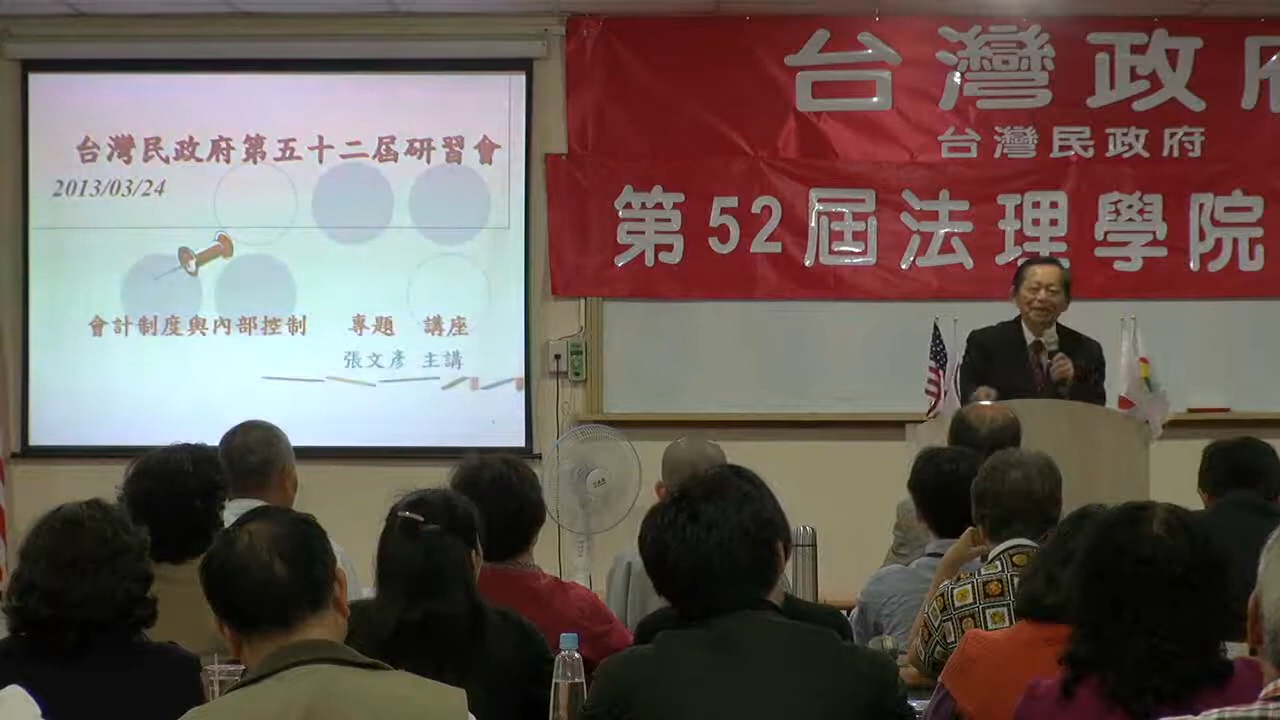 台灣民政府第五十二屆研習會
2013/03/24
會計制度與內部控制 專題 講座
張文彥 主講
台灣政府
台灣民政府
第52屆法理學院